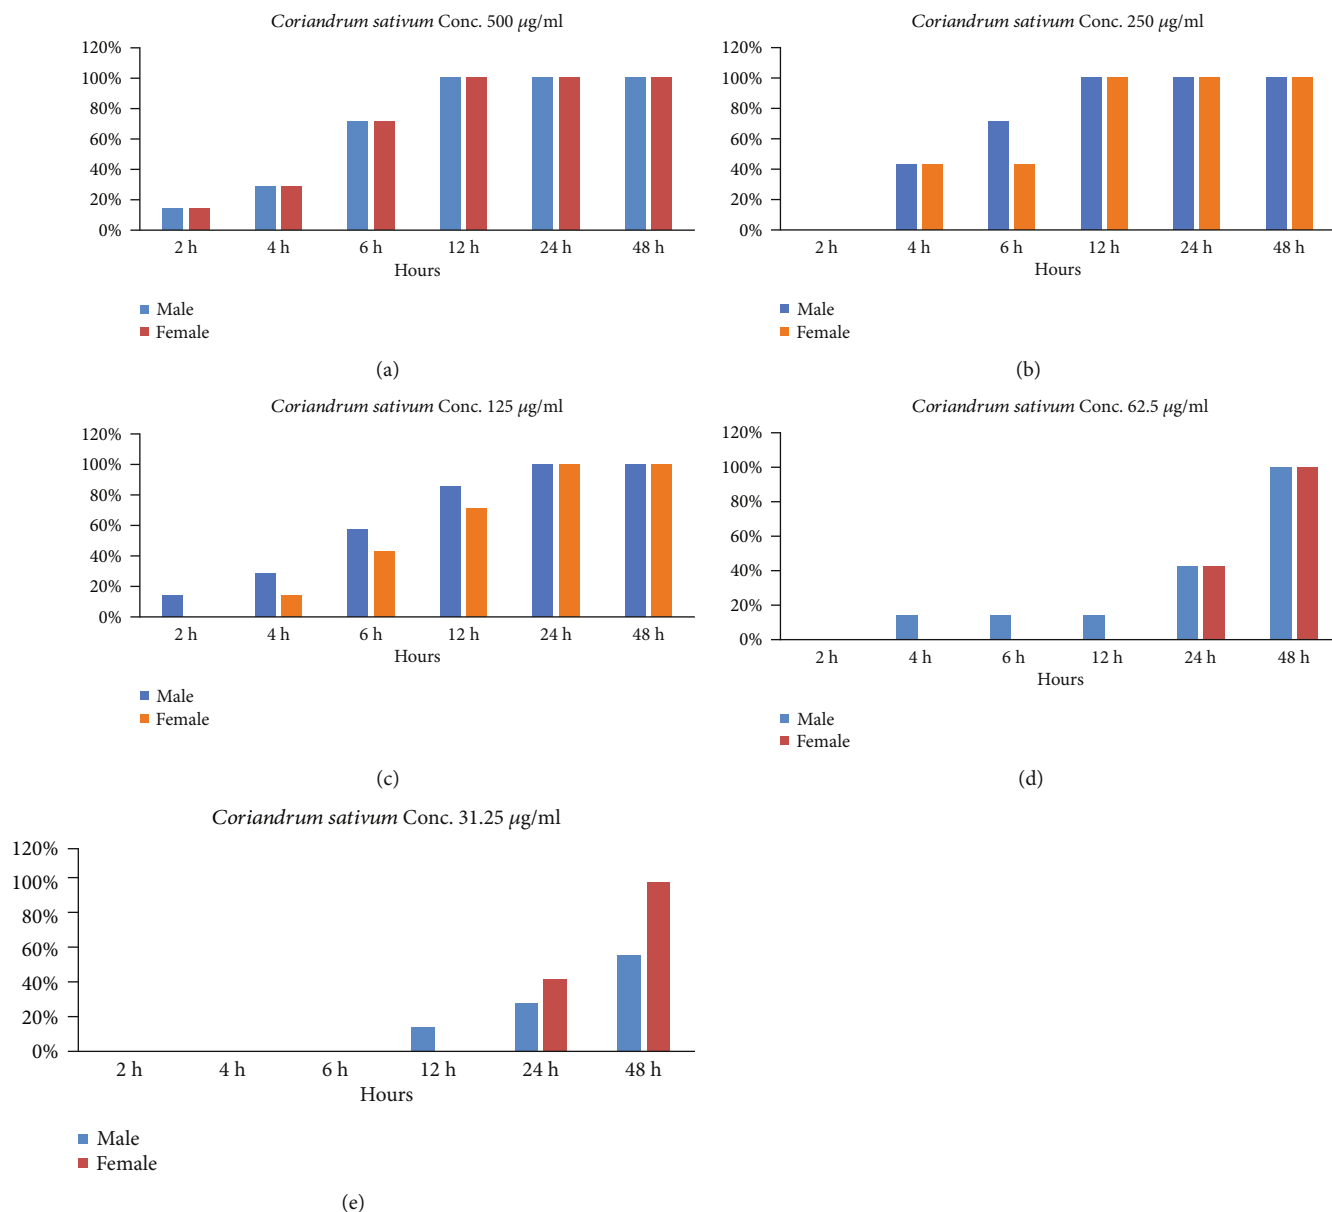 Coriandrum sativum Conc. 500 μg/ml
120%
100%
80%
60%
40%
20%
0%
2 h 4 h 6 h 12 h 24 h 48 h
Hours
Male
Female
(a)
Coriandrum sativum Conc. 250 μg/ml
120%
100%
80%
60%
40%
20%
0%
2 h 4 h 6 h 12 h 24 h 48 h
Hours
Male
Female
(b)
Coriandrum sativum Conc. 125 μg/ml
120%
100%
80%
60%
40%
20%
0%
2 h 4 h 6 h 12 h 24 h 48 h
Hours
Male
Female
(c)
Coriandrum sativum Conc. 62.5 μg/ml
120%
100%
80%
60%
40%
20%
0%
2 h 4 h 6 h 12 h 24 h 48 h
Hours
Male
Female
(d)
Coriandrum sativum Conc. 31.25 μg/ml
120%
100%
80%
60%
40%
20%
0%
2 h 4 h 6 h 12 h 24 h 48 h
Hours
Male
Female
(e)